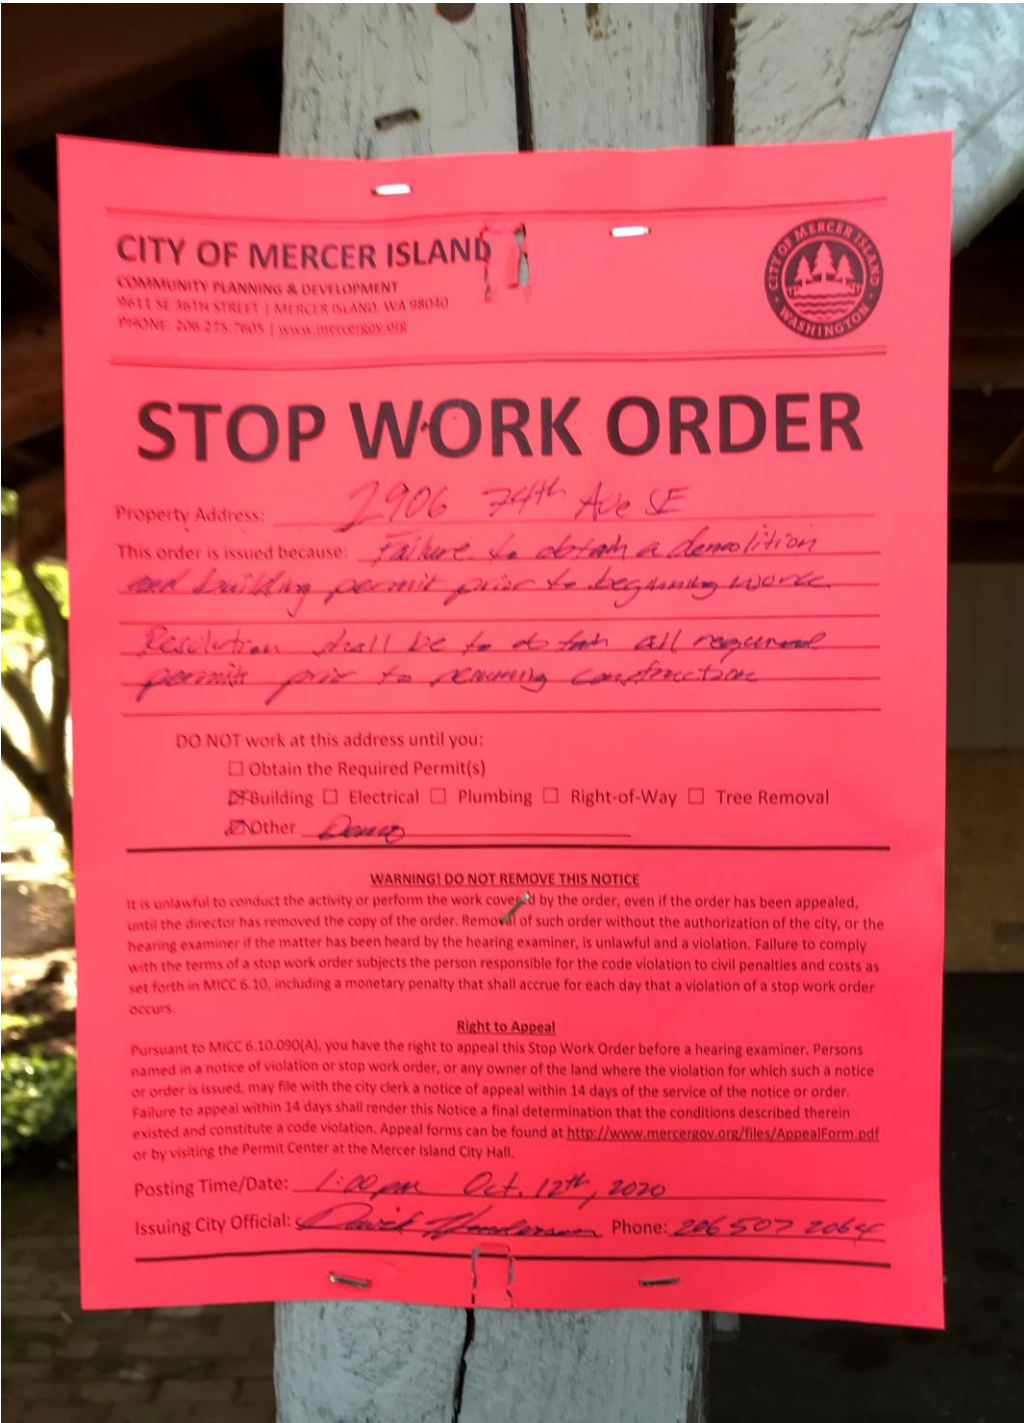 CITY OF MERCER ISLAND
COMMUNITY PLANNING & DEVELOPMENT
9611 SE 36TH STREET | MERCER ISLAND, WA 98040
PHONE: 206.275.7605 | www.mercergov.org
CITY OF MERCER ISLAND
WASHINGTON
STOP WORK ORDER
Property Address: 2906 74th Ave SE
This order is issued because: Failure to obtain a demolition
and building permit prior to beginning work.
Resolution shall be to obtain all required
permits prior to resuming construction
DO NOT work at this address until you:
☐ Obtain the Required Permit(s)
☒ Building ☐ Electrical ☐ Plumbing ☐ Right-of-Way ☐ Tree Removal
☒ Other Demo
WARNING! DO NOT REMOVE THIS NOTICE
It is unlawful to conduct the activity or perform the work covered by the order, even if the order has been appealed,
until the director has removed the copy of the order. Removal of such order without the authorization of the city, or the
hearing examiner if the matter has been heard by the hearing examiner, is unlawful and a violation. Failure to comply
with the terms of a stop work order subjects the person responsible for the code violation to civil penalties and costs as
set forth in MICC 6.10, including a monetary penalty that shall accrue for each day that a violation of a stop work order
occurs.
Right to Appeal
Pursuant to MICC 6.10.090(A), you have the right to appeal this Stop Work Order before a hearing examiner. Persons
named in a notice of violation or stop work order, or any owner of the land where the violation for which such a notice
or order is issued, may file with the city clerk a notice of appeal within 14 days of the service of the notice or order.
Failure to appeal within 14 days shall render this Notice a final determination that the conditions described therein
existed and constitute a code violation. Appeal forms can be found at http://www.mercergov.org/files/AppealForm.pdf
or by visiting the Permit Center at the Mercer Island City Hall.
Posting Time/Date: 1:00pm Oct. 12th, 2020
Issuing City Official: David Henderson Phone: 206 507 2064